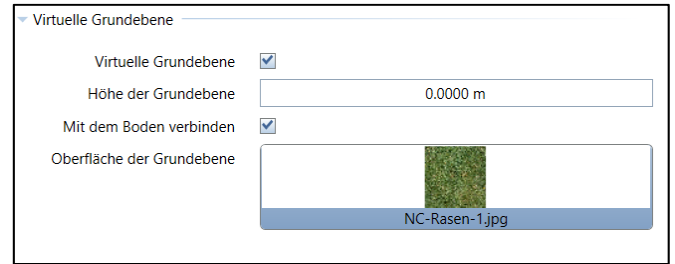 Virtuelle Grundebene
Virtuelle Grundebene
Höhe der Grundebene 0.0000 m
Mit dem Boden verbinden
Oberfläche der Grundebene
NC-Rasen-1.jpg